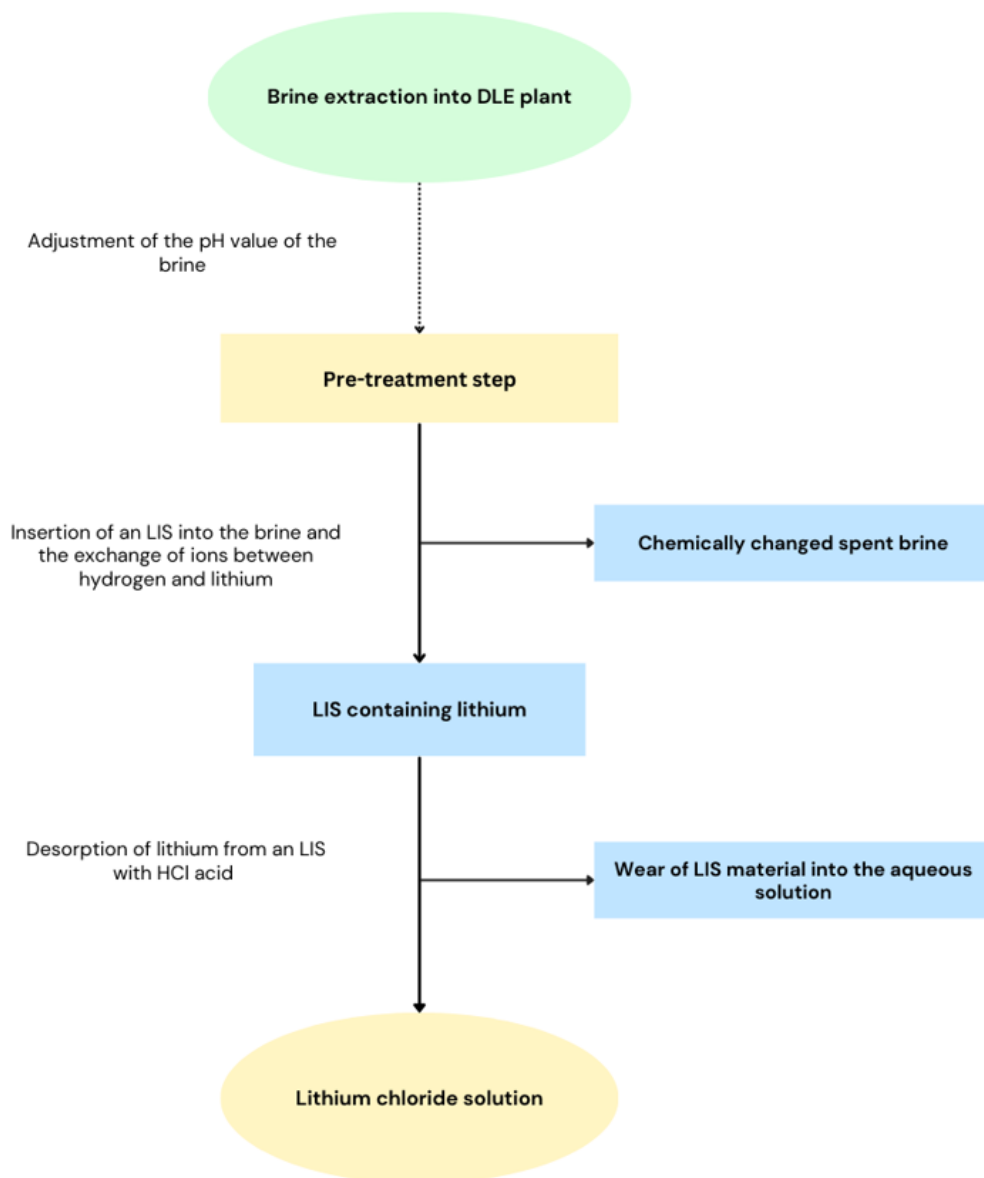 Brine extraction into DLE plant
Adjustment of the pH value of the
brine
Pre-treatment step
Insertion of an LIS into the brine and
the exchange of ions between
hydrogen and lithium
Chemically changed spent brine
LIS containing lithium
Desorption of lithium from an LIS
with HCl acid
Wear of LIS material into the aqueous
solution
Lithium chloride solution